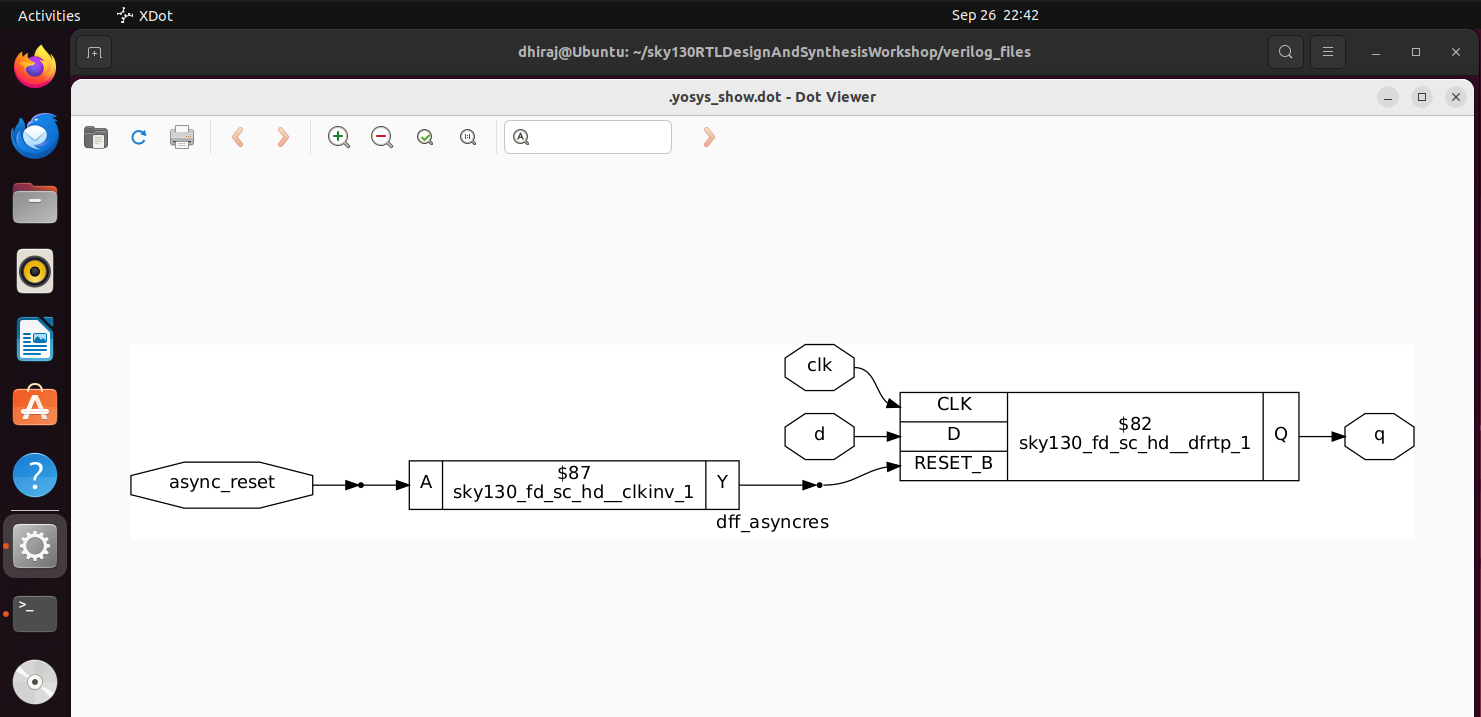 Activities XDot Sep 26 22:42
dhiraj@Ubuntu: ~/sky130RTLDesignAndSynthesisWorkshop/verilog_files
.yosys_show.dot - Dot Viewer
clk
CLK
$82
d
D
sky130_fd_sc_hd__dfrtp_1
Q
q
RESET_B
async_reset
A
$87
sky130_fd_sc_hd__clkinv_1
Y
dff_asyncres